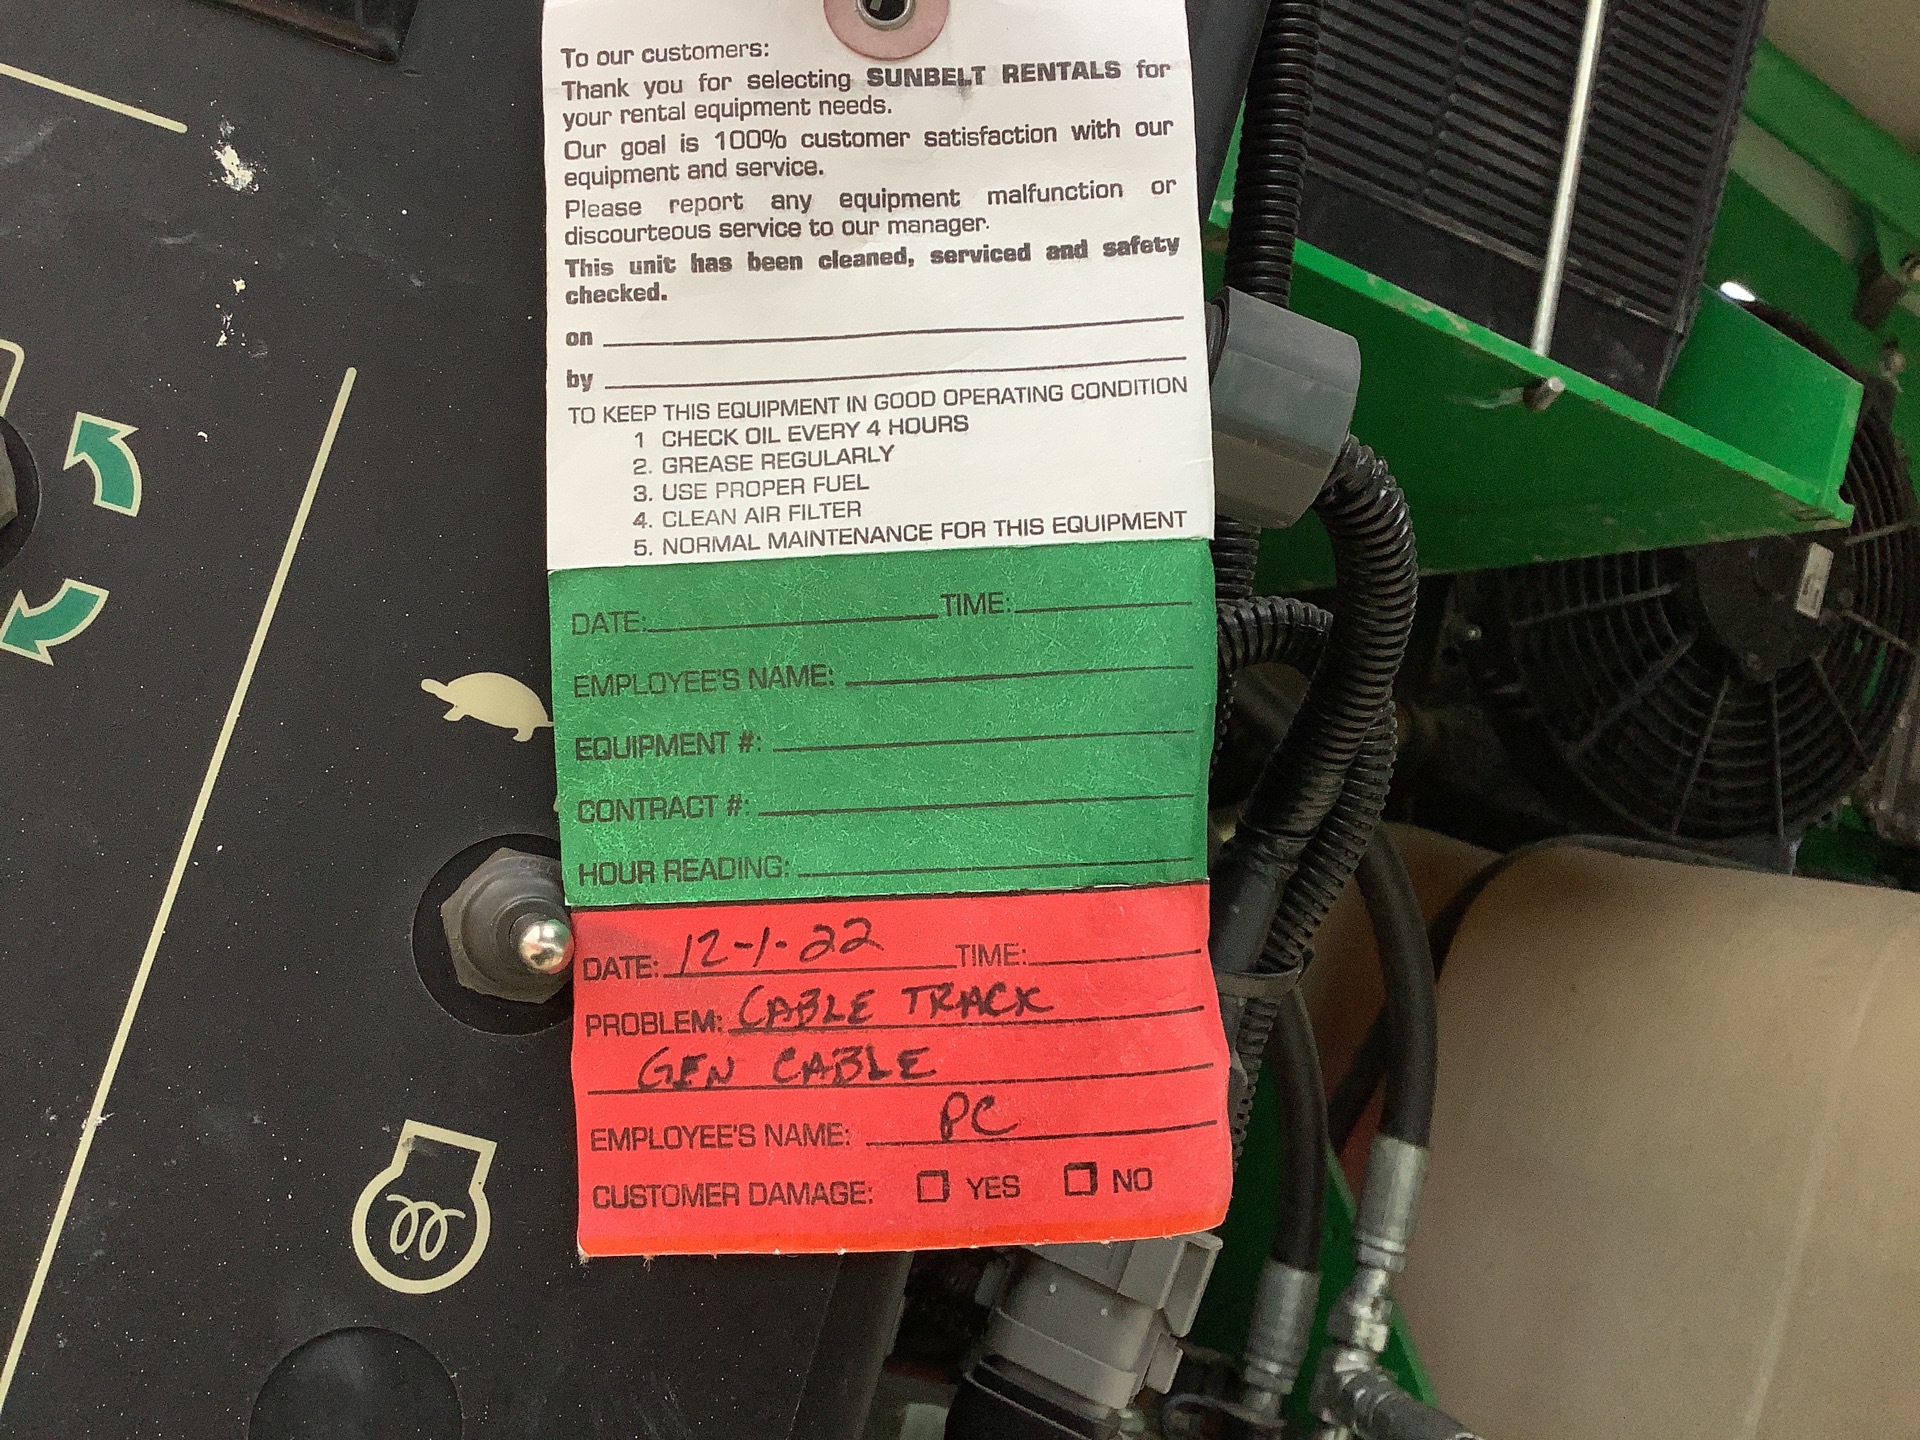 To our customers:
Thank you for selecting SUNBELT RENTALS for
your rental equipment needs.
Our goal is 100% customer satisfaction with our
equipment and service.
Please report any equipment malfunction or
discourteous service to our manager.
This unit has been cleaned, serviced and safety
checked.
on
by
TO KEEP THIS EQUIPMENT IN GOOD OPERATING CONDITION
1 CHECK OIL EVERY 4 HOURS
2. GREASE REGULARLY
3. USE PROPER FUEL
4. CLEAN AIR FILTER
5. NORMAL MAINTENANCE FOR THIS EQUIPMENT
DATE: TIME:
EMPLOYEE'S NAME:
EQUIPMENT #:
CONTRACT #:
HOUR READING:
DATE: 12-1-22 TIME:
PROBLEM: CABLE TRACK
GEN CABLE
EMPLOYEE'S NAME: PC
CUSTOMER DAMAGE: YES NO